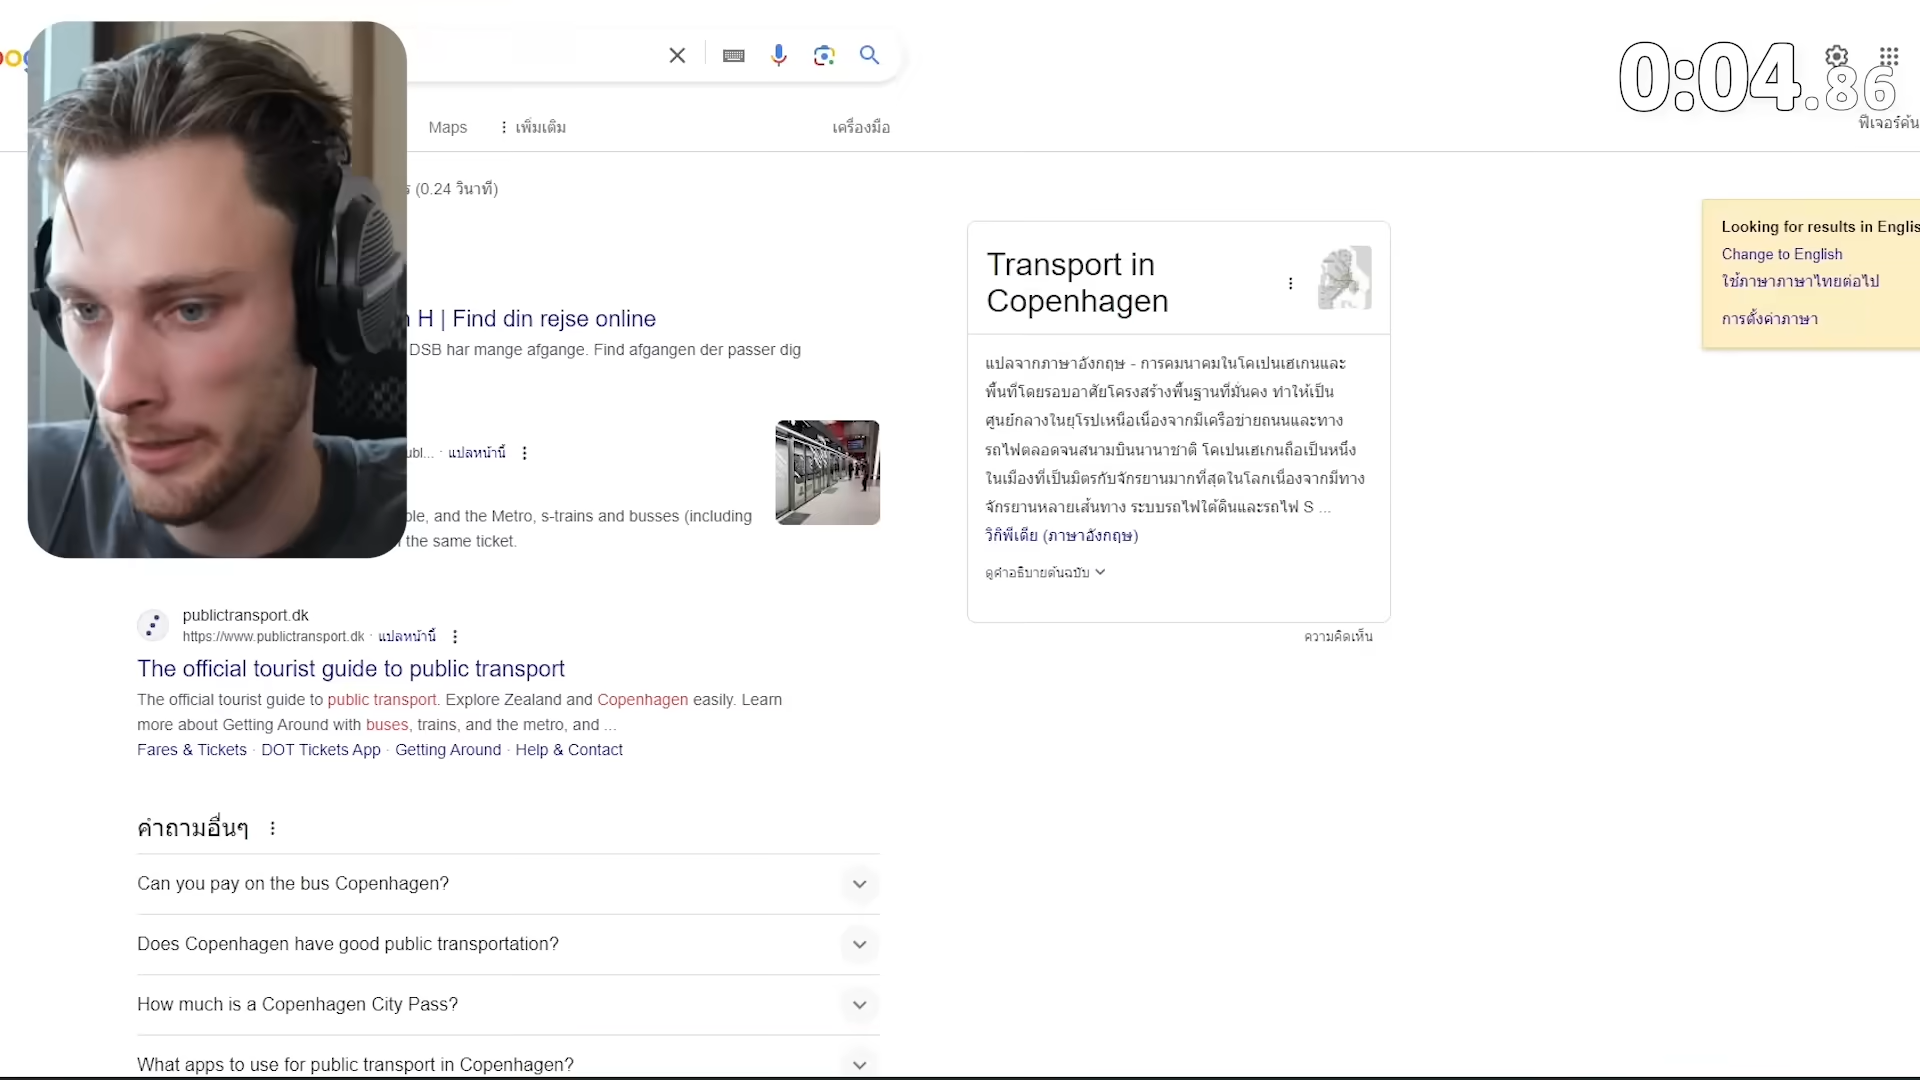 0:04.86
Maps
เพิ่มเติม
เครื่องมือ
ฟีเจอร์ค้น
(0.24 วินาที)
Looking for results in Englis
Change to English
ใช้ภาษาภาษาไทยต่อไป
การตั้งค่าภาษา
H | Find din rejse online
DSB har mange afgange. Find afgangen der passer dig
ubl... · แปลหน้านี้
ple, and the Metro, s-trains and busses (including
the same ticket.
publictransport.dk
https://www.publictransport.dk · แปลหน้านี้
The official tourist guide to public transport
The official tourist guide to public transport. Explore Zealand and Copenhagen easily. Learn
more about Getting Around with buses, trains, and the metro, and ...
Fares & Tickets · DOT Tickets App · Getting Around · Help & Contact
คำถามอื่นๆ
Can you pay on the bus Copenhagen?
Does Copenhagen have good public transportation?
How much is a Copenhagen City Pass?
What apps to use for public transport in Copenhagen?
Transport in
Copenhagen
แปลจากภาษาอังกฤษ - การคมนาคมในโคเปนเฮเกนและ
พื้นที่โดยรอบอาศัยโครงสร้างพื้นฐานที่มั่นคง ทำให้เป็น
ศูนย์กลางในยุโรปเหนือเนื่องจากมีเครือข่ายถนนและทาง
รถไฟตลอดจนสนามบินนานาชาติ โคเปนเฮเกนถือเป็นหนึ่ง
ในเมืองที่เป็นมิตรกับจักรยานมากที่สุดในโลกเนื่องจากมีทาง
จักรยานหลายเส้นทาง ระบบรถไฟใต้ดินและรถไฟ S ...
วิกิพีเดีย (ภาษาอังกฤษ)
ดูคำอธิบายต้นฉบับ
ความคิดเห็น